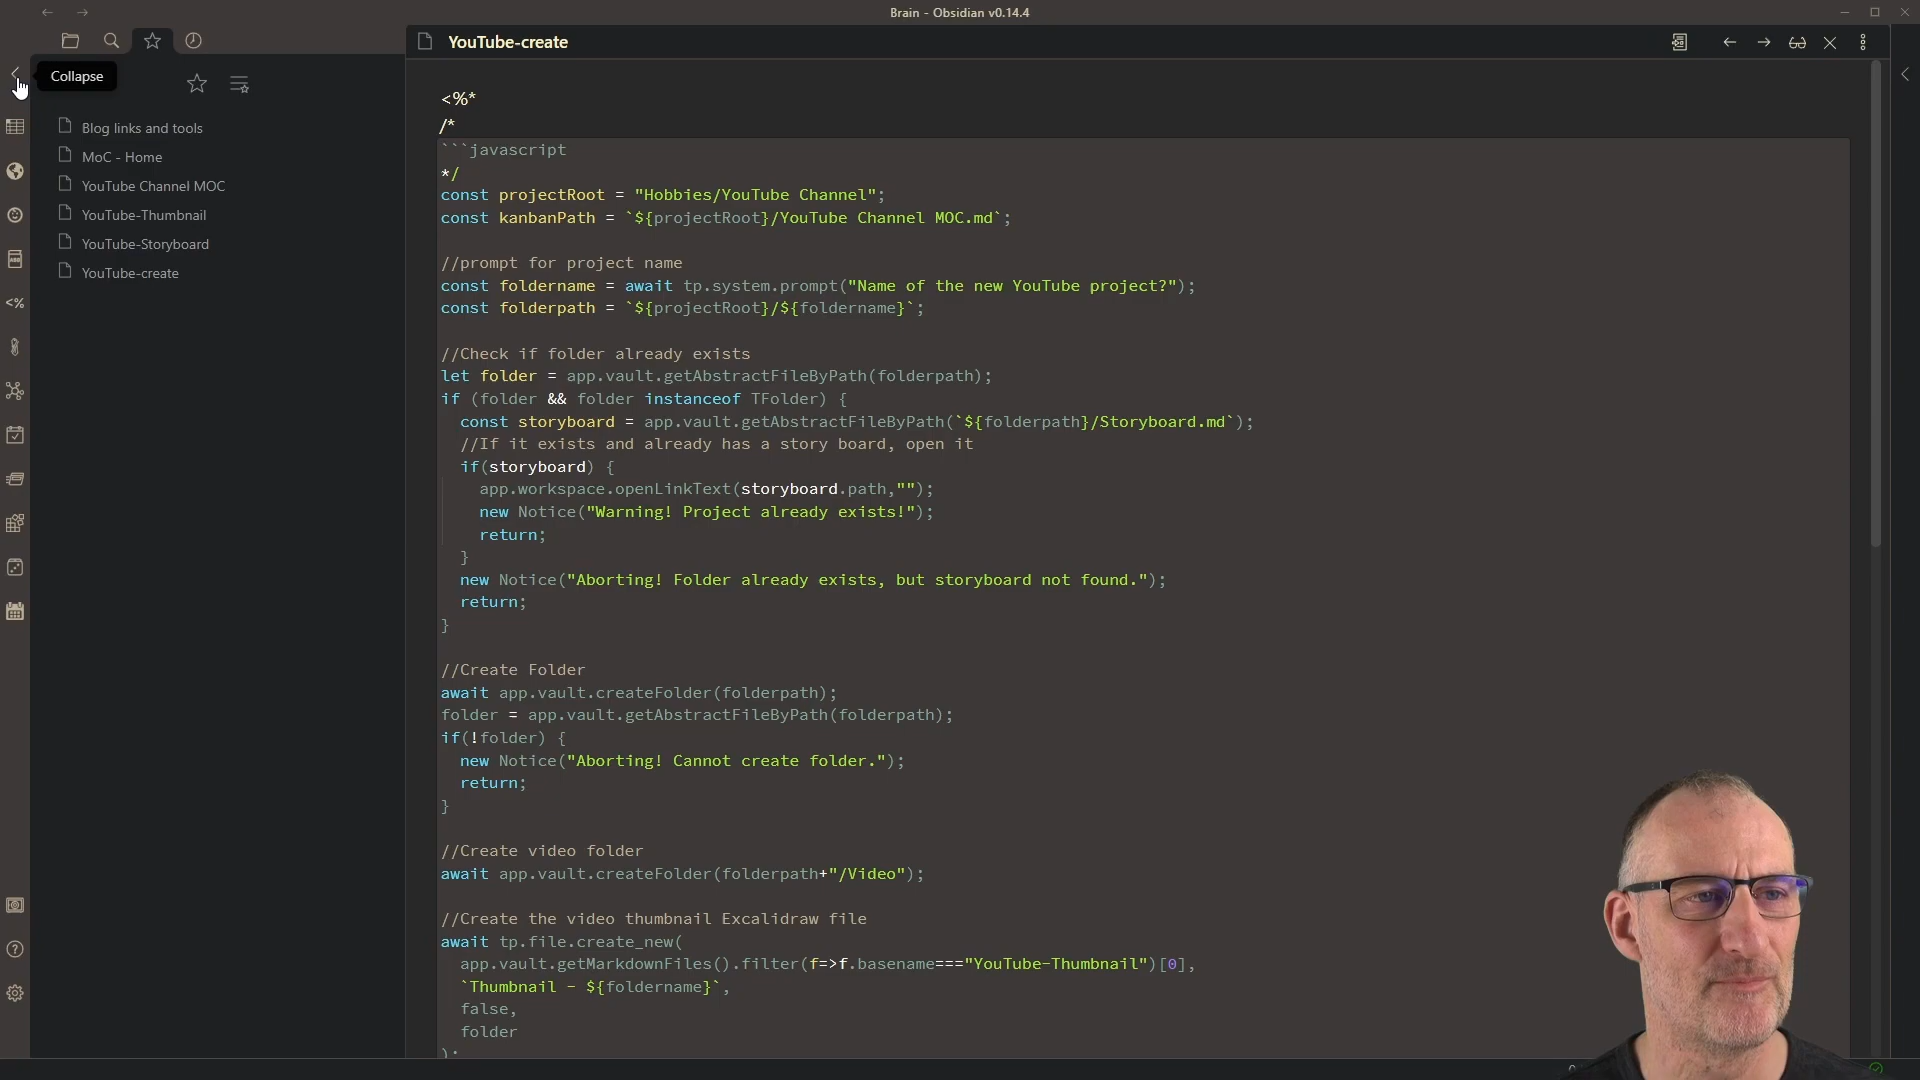 Brain - Obsidian v0.14.4
YouTube-create
Collapse
Blog links and tools
MoC - Home
YouTube Channel MOC
YouTube-Thumbnail
YouTube-Storyboard
YouTube-create
<%
<%*
/*
```javascript
*/
const projectRoot = "Hobbies/YouTube Channel";
const kanbanPath = `${projectRoot}/YouTube Channel MOC.md`;
//prompt for project name
const foldername = await tp.system.prompt("Name of the new YouTube project?");
const folderpath = `${projectRoot}/${foldername}`;
//Check if folder already exists
let folder = app.vault.getAbstractFileByPath(folderpath);
if (folder && folder instanceof TFolder) {
const storyboard = app.vault.getAbstractFileByPath(`${folderpath}/Storyboard.md`);
//If it exists and already has a story board, open it
if(storyboard) {
app.workspace.openLinkText(storyboard.path,"");
new Notice("Warning! Project already exists!");
return;
}
new Notice("Aborting! Folder already exists, but storyboard not found.");
return;
}
//Create Folder
await app.vault.createFolder(folderpath);
folder = app.vault.getAbstractFileByPath(folderpath);
if(!folder) {
new Notice("Aborting! Cannot create folder.");
return;
}
//Create video folder
await app.vault.createFolder(folderpath+"/Video");
//Create the video thumbnail Excalidraw file
await tp.file.create_new(
app.vault.getMarkdownFiles().filter(f=>f.basename==="YouTube-Thumbnail")[0],
`Thumbnail - ${foldername}`,
false,
folder
);